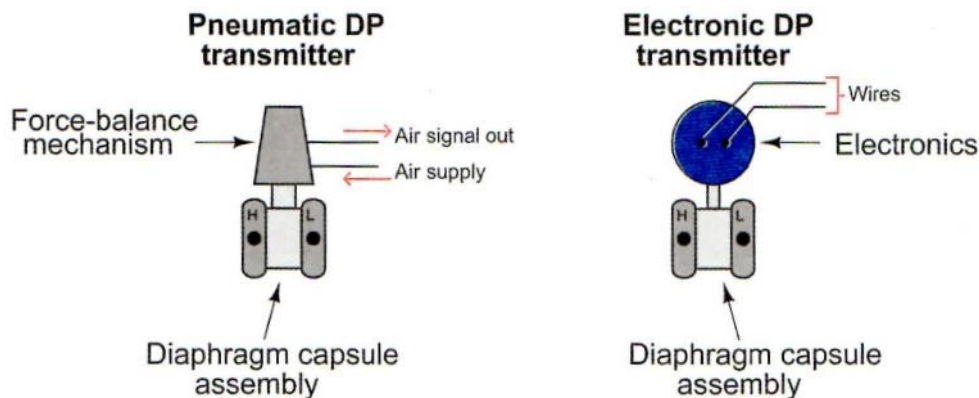 Pneumatic DP
transmitter
Force-balance
mechanism
Air signal out
Air supply
H
L
Diaphragm capsule
assembly
Electronic DP
transmitter
Wires
Electronics
H
L
Diaphragm capsule
assembly